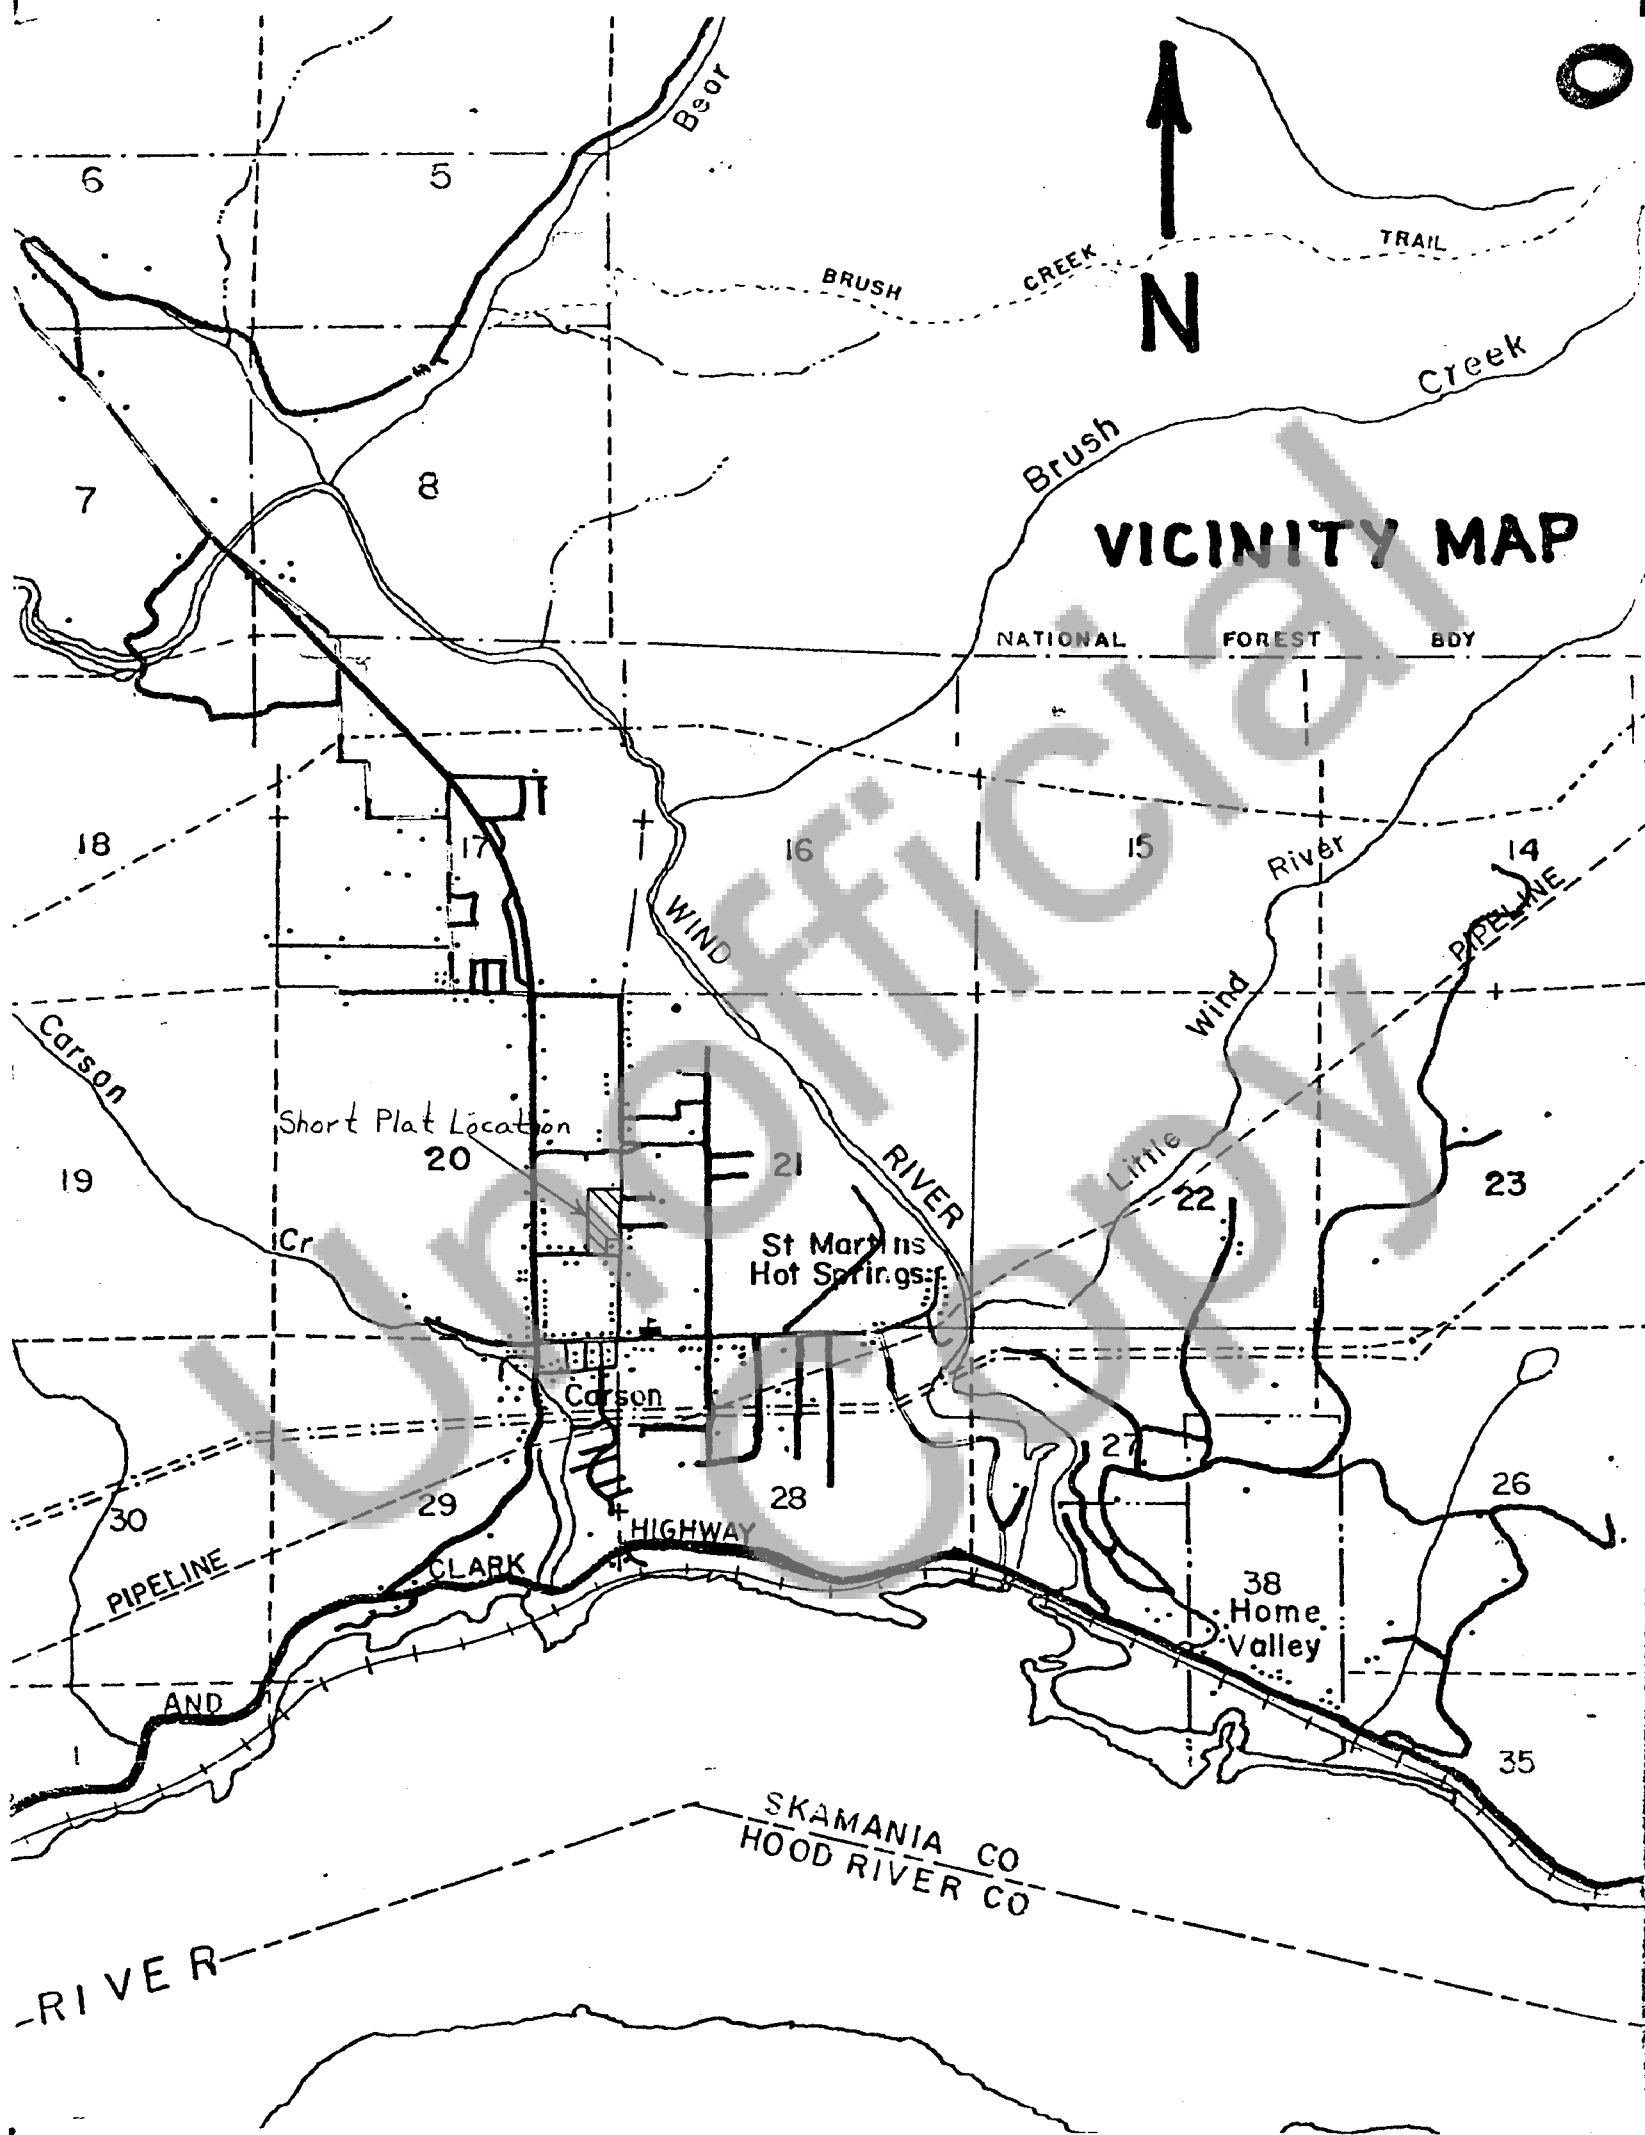 Bear
6
5
BRUSH CREEK TRAIL
N
Brush Creek
7
8
VICINITY MAP
NATIONAL FOREST BDY
18
17
16
15
14
River
PIPELINE
WIND
Wind
Carson
Short Plat Location
20
21
19
RIVER
Little
22
23
Cr
St Martins
Hot Springs
Carson
27
30
29
28
26
HIGHWAY
CLARK
PIPELINE
38
Home
Valley
AND
1
35
SKAMANIA CO
HOOD RIVER CO
RIVER
Unofficial
Copy